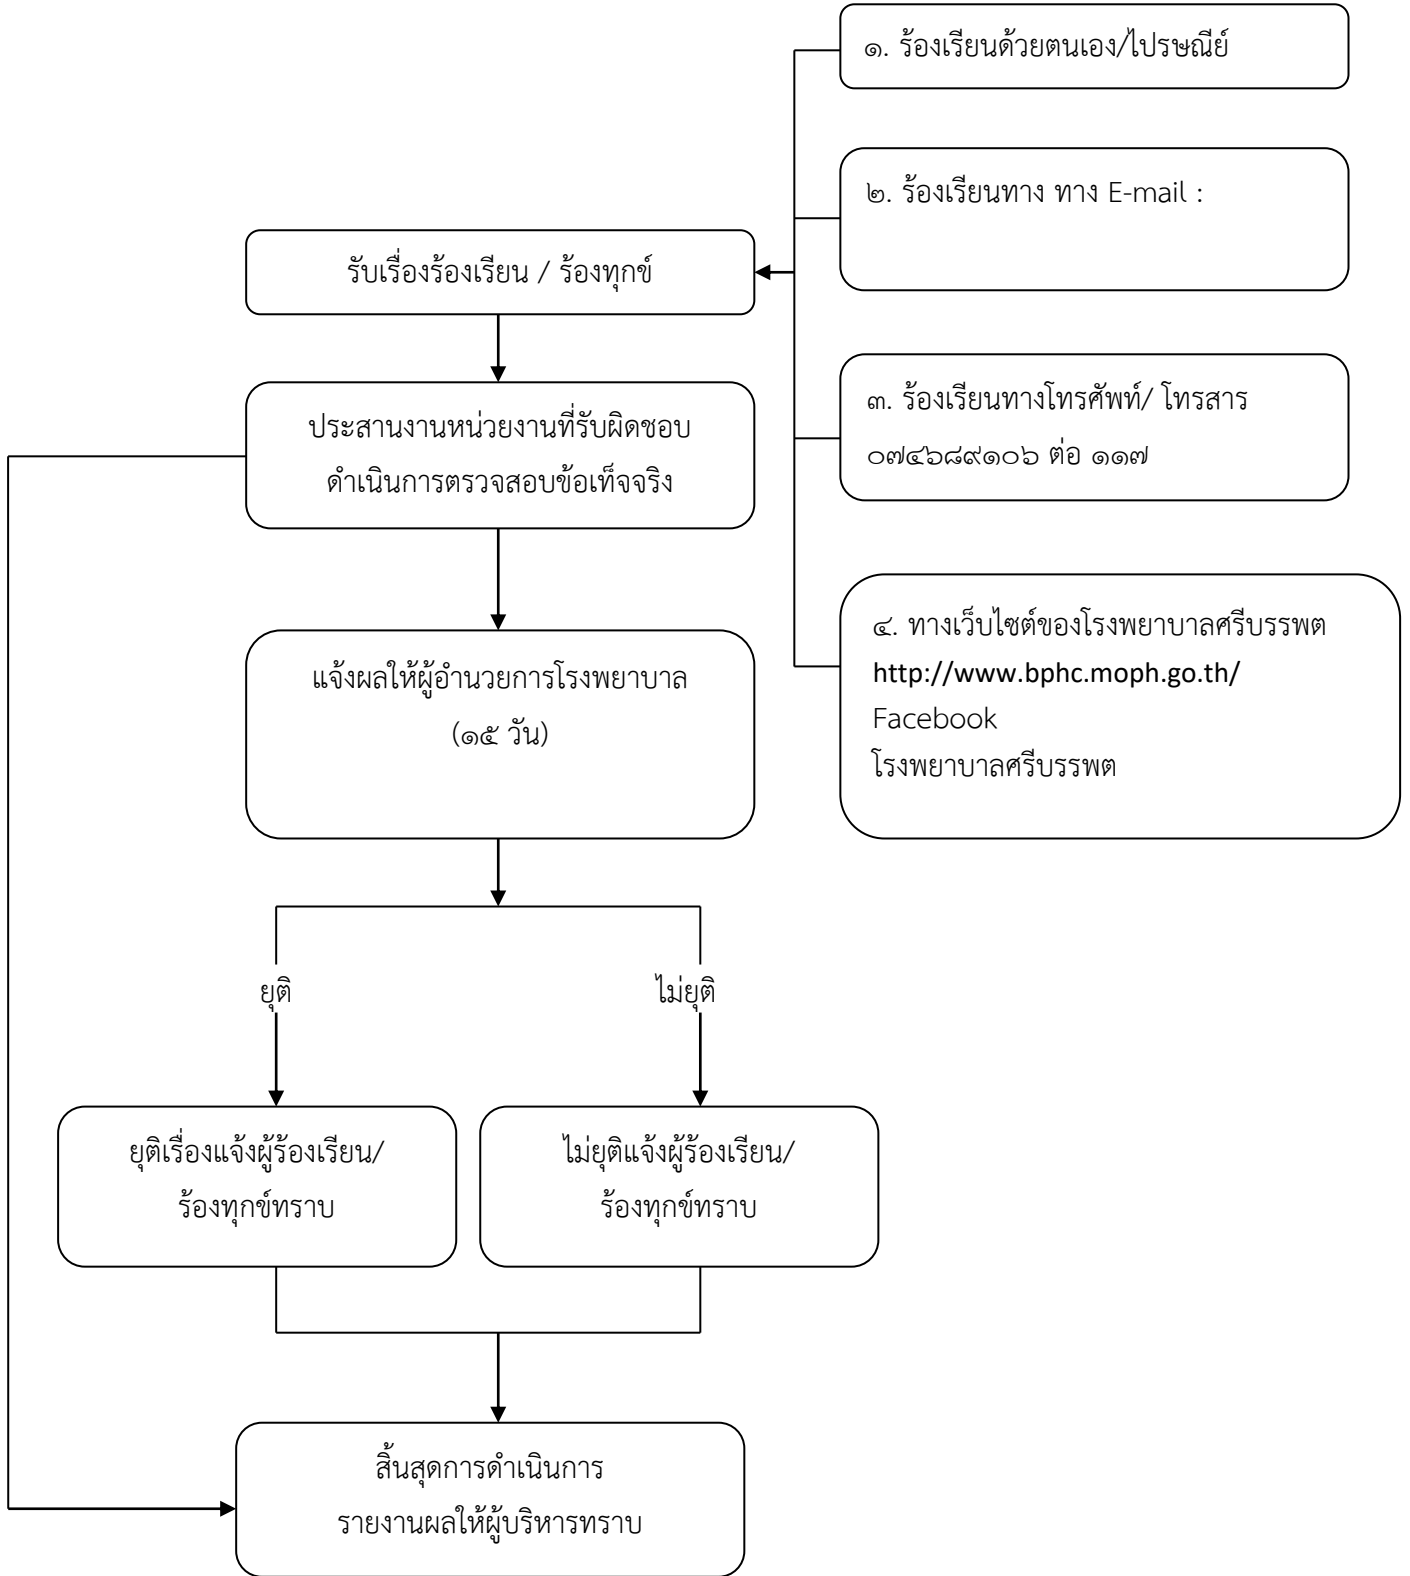 ๑. ร้องเรียนด้วยตนเอง/ไปรษณีย์
๒. ร้องเรียนทาง ทาง E-mail :
รับเรื่องร้องเรียน / ร้องทุกข์
๓. ร้องเรียนทางโทรศัพท์/ โทรสาร
๐๗๔๖๘๙๑๐๖ ต่อ ๑๑๗
ประสานงานหน่วยงานที่รับผิดชอบ
ดำเนินการตรวจสอบข้อเท็จจริง
๔. ทางเว็บไซต์ของโรงพยาบาลศรีบรรพต
http://www.bphc.moph.go.th/
Facebook
โรงพยาบาลศรีบรรพต
แจ้งผลให้ผู้อำนวยการโรงพยาบาล
(๑๕ วัน)
ยุติ
ไม่ยุติ
ยุติเรื่องแจ้งผู้ร้องเรียน/
ร้องทุกข์ทราบ
ไม่ยุติแจ้งผู้ร้องเรียน/
ร้องทุกข์ทราบ
สิ้นสุดการดำเนินการ
รายงานผลให้ผู้บริหารทราบ